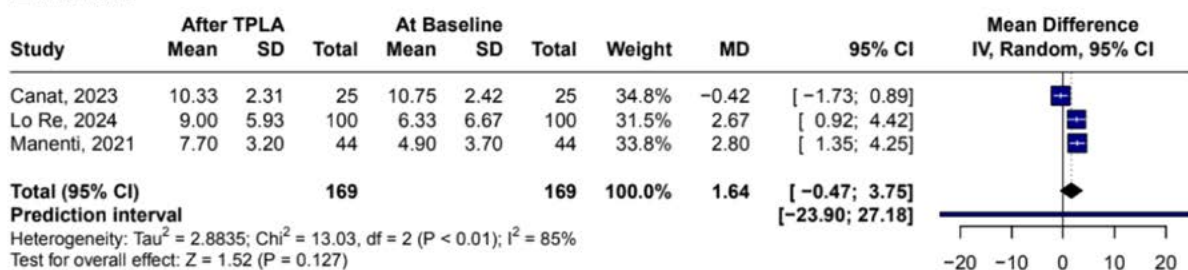 After TPLA At Baseline Mean Difference
Study Mean SD Total Mean SD Total Weight MD 95% CI IV, Random, 95% CI
Canat, 2023 10.33 2.31 25 10.75 2.42 25 34.8% −0.42 [ −1.73; 0.89]
Lo Re, 2024 9.00 5.93 100 6.33 6.67 100 31.5% 2.67 [ 0.92; 4.42]
Manenti, 2021 7.70 3.20 44 4.90 3.70 44 33.8% 2.80 [ 1.35; 4.25]
Total (95% CI) 169 169 100.0% 1.64 [ −0.47; 3.75]
Prediction interval [−23.90; 27.18]
Heterogeneity: Tau² = 2.8835; Chi² = 13.03, df = 2 (P < 0.01); I² = 85%
Test for overall effect: Z = 1.52 (P = 0.127)
−20 −10 0 10 20